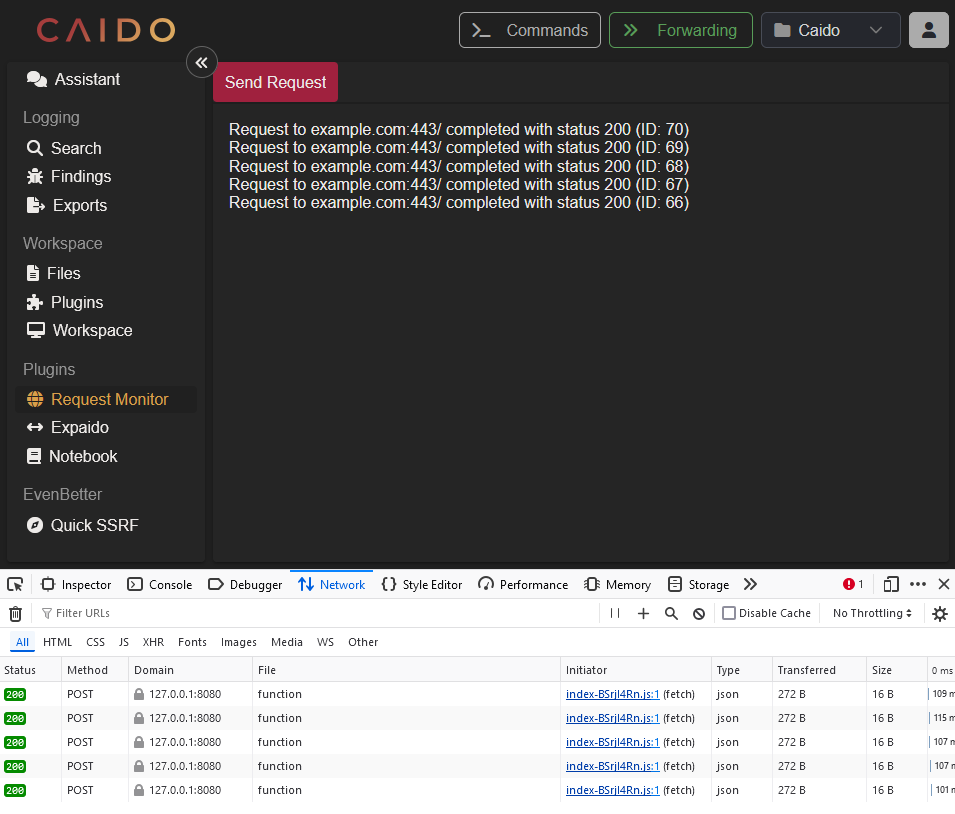 CAIDO
Commands
Forwarding
Caido
Assistant
Send Request
Logging
Search
Findings
Exports
Workspace
Files
Plugins
Workspace
Plugins
Request Monitor
Expaido
Notebook
EvenBetter
Quick SSRF
Request to example.com:443/ completed with status 200 (ID: 70)
Request to example.com:443/ completed with status 200 (ID: 69)
Request to example.com:443/ completed with status 200 (ID: 68)
Request to example.com:443/ completed with status 200 (ID: 67)
Request to example.com:443/ completed with status 200 (ID: 66)
Inspector Console Debugger Network Style Editor Performance Memory Storage 1
Filter URLs Disable Cache No Throttling
All HTML CSS JS XHR Fonts Images Media WS Other
Status Method Domain File Initiator Type Transferred Size 0 ms
200 POST 127.0.0.1:8080 function index-BSrjI4Rn.js:1 (fetch) json 272 B 16 B 109 m
200 POST 127.0.0.1:8080 function index-BSrjI4Rn.js:1 (fetch) json 272 B 16 B 115 m
200 POST 127.0.0.1:8080 function index-BSrjI4Rn.js:1 (fetch) json 272 B 16 B 107 m
200 POST 127.0.0.1:8080 function index-BSrjI4Rn.js:1 (fetch) json 272 B 16 B 107 m
200 POST 127.0.0.1:8080 function index-BSrjI4Rn.js:1 (fetch) json 272 B 16 B 101 m